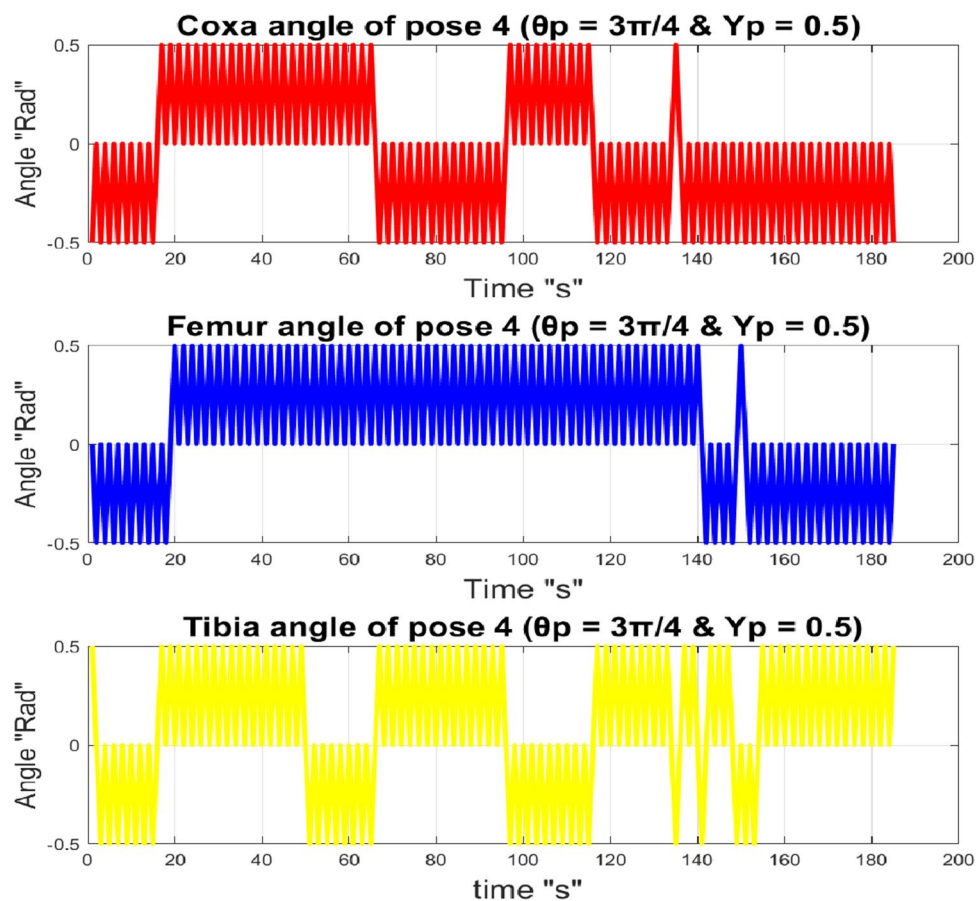 Coxa angle of pose 4 (θp = 3π/4 & Yp = 0.5)
0.5
0
-0.5
Angle "Rad"
0 20 40 60 80 100 120 140 160 180 200
Time "s"
Femur angle of pose 4 (θp = 3π/4 & Yp = 0.5)
0.5
0
-0.5
Angle "Rad"
0 20 40 60 80 100 120 140 160 180 200
Time "s"
Tibia angle of pose 4 (θp = 3π/4 & Yp = 0.5)
0.5
0
-0.5
Angle "Rad"
0 20 40 60 80 100 120 140 160 180 200
time "s"